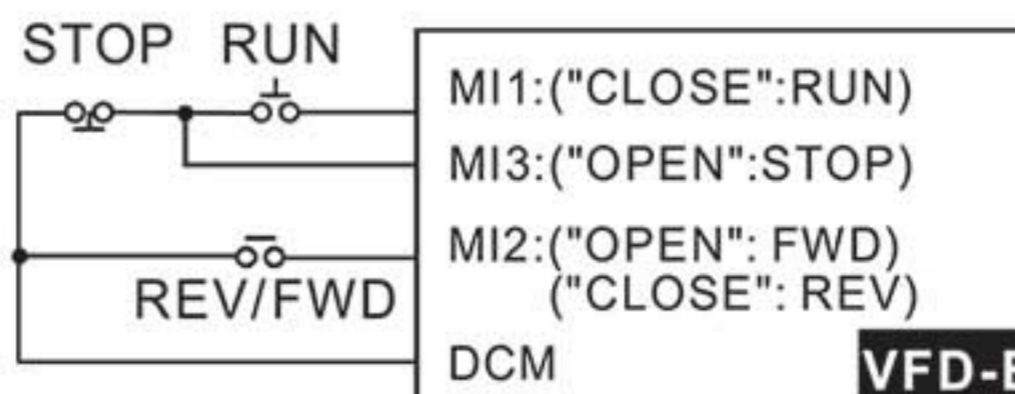 STOP RUN
MI1:("CLOSE":RUN)
MI3:("OPEN":STOP)
MI2:("OPEN": FWD)
("CLOSE": REV)
REV/FWD
DCM
VFD-E